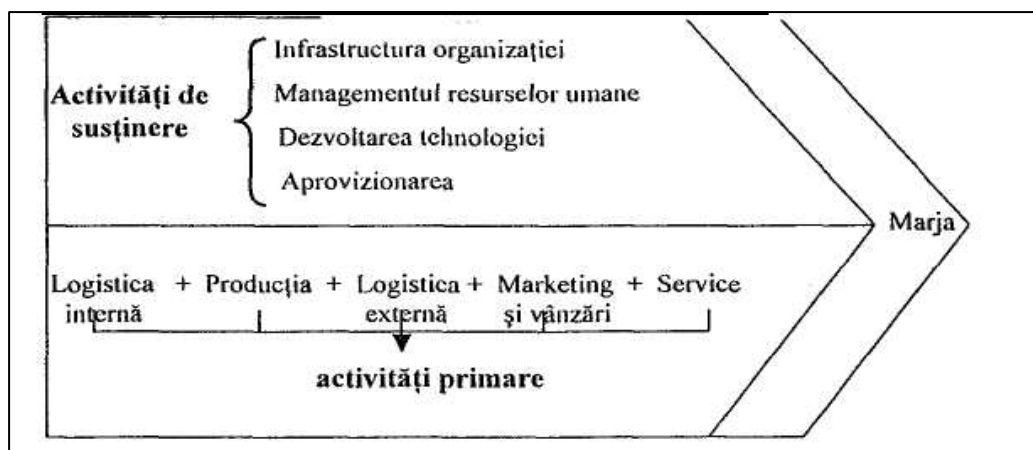 Activități de
susținere
Infrastructura organizației
Managementul resurselor umane
Dezvoltarea tehnologiei
Aprovizionarea
Marja
Logistica + Producția + Logistica + Marketing + Service
internă externă și vânzări
activități primare